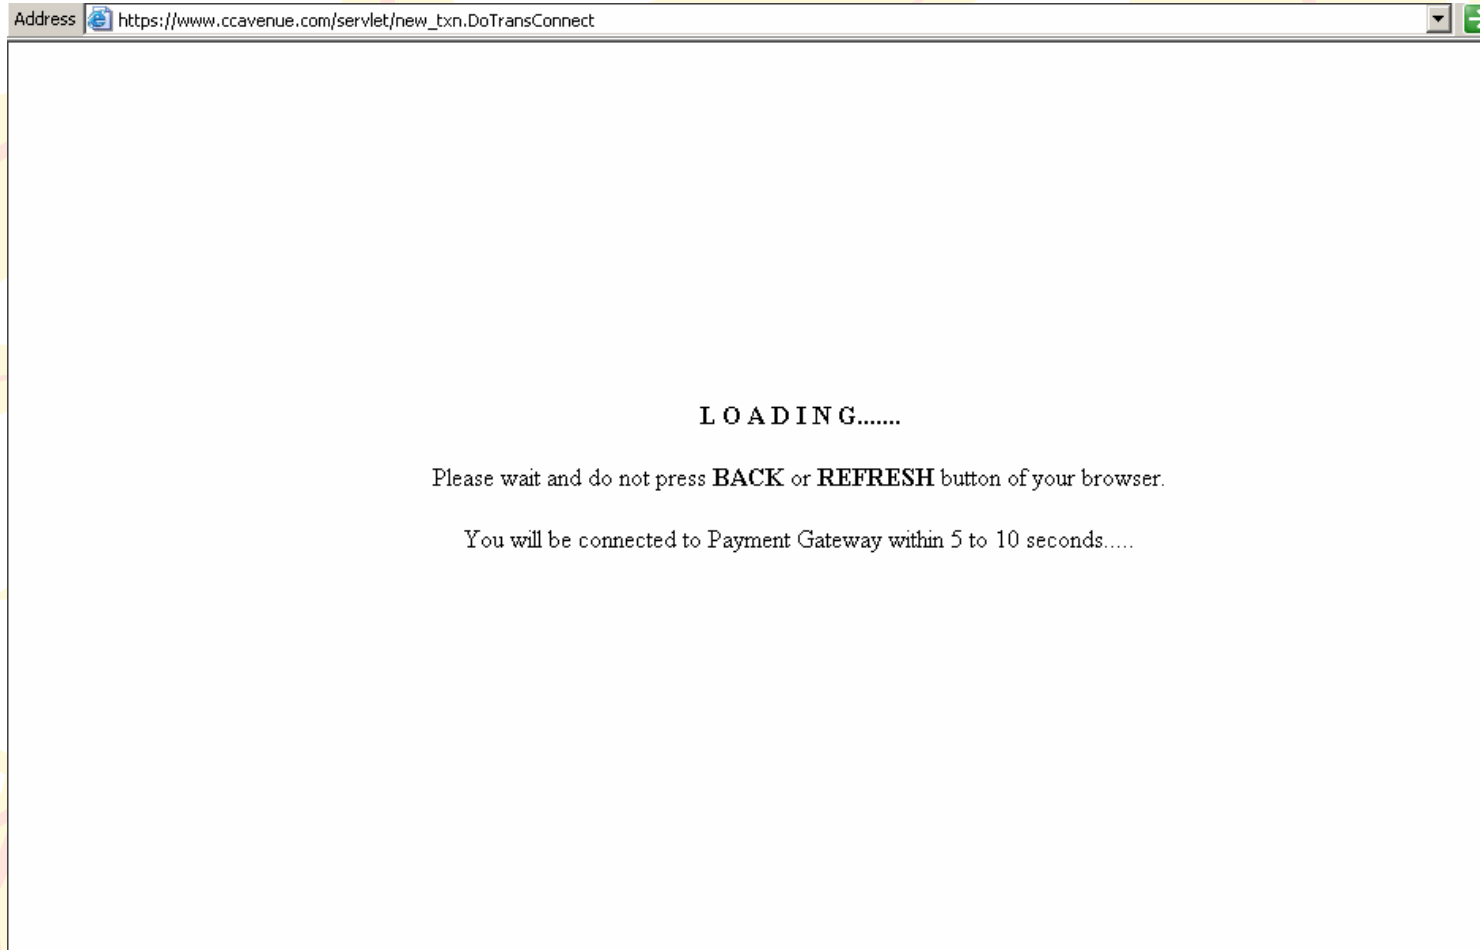 Address https://www.ccavenue.com/servlet/new_txn.DoTransConnect
L O A D I N G.......
Please wait and do not press BACK or REFRESH button of your browser.
You will be connected to Payment Gateway within 5 to 10 seconds.....